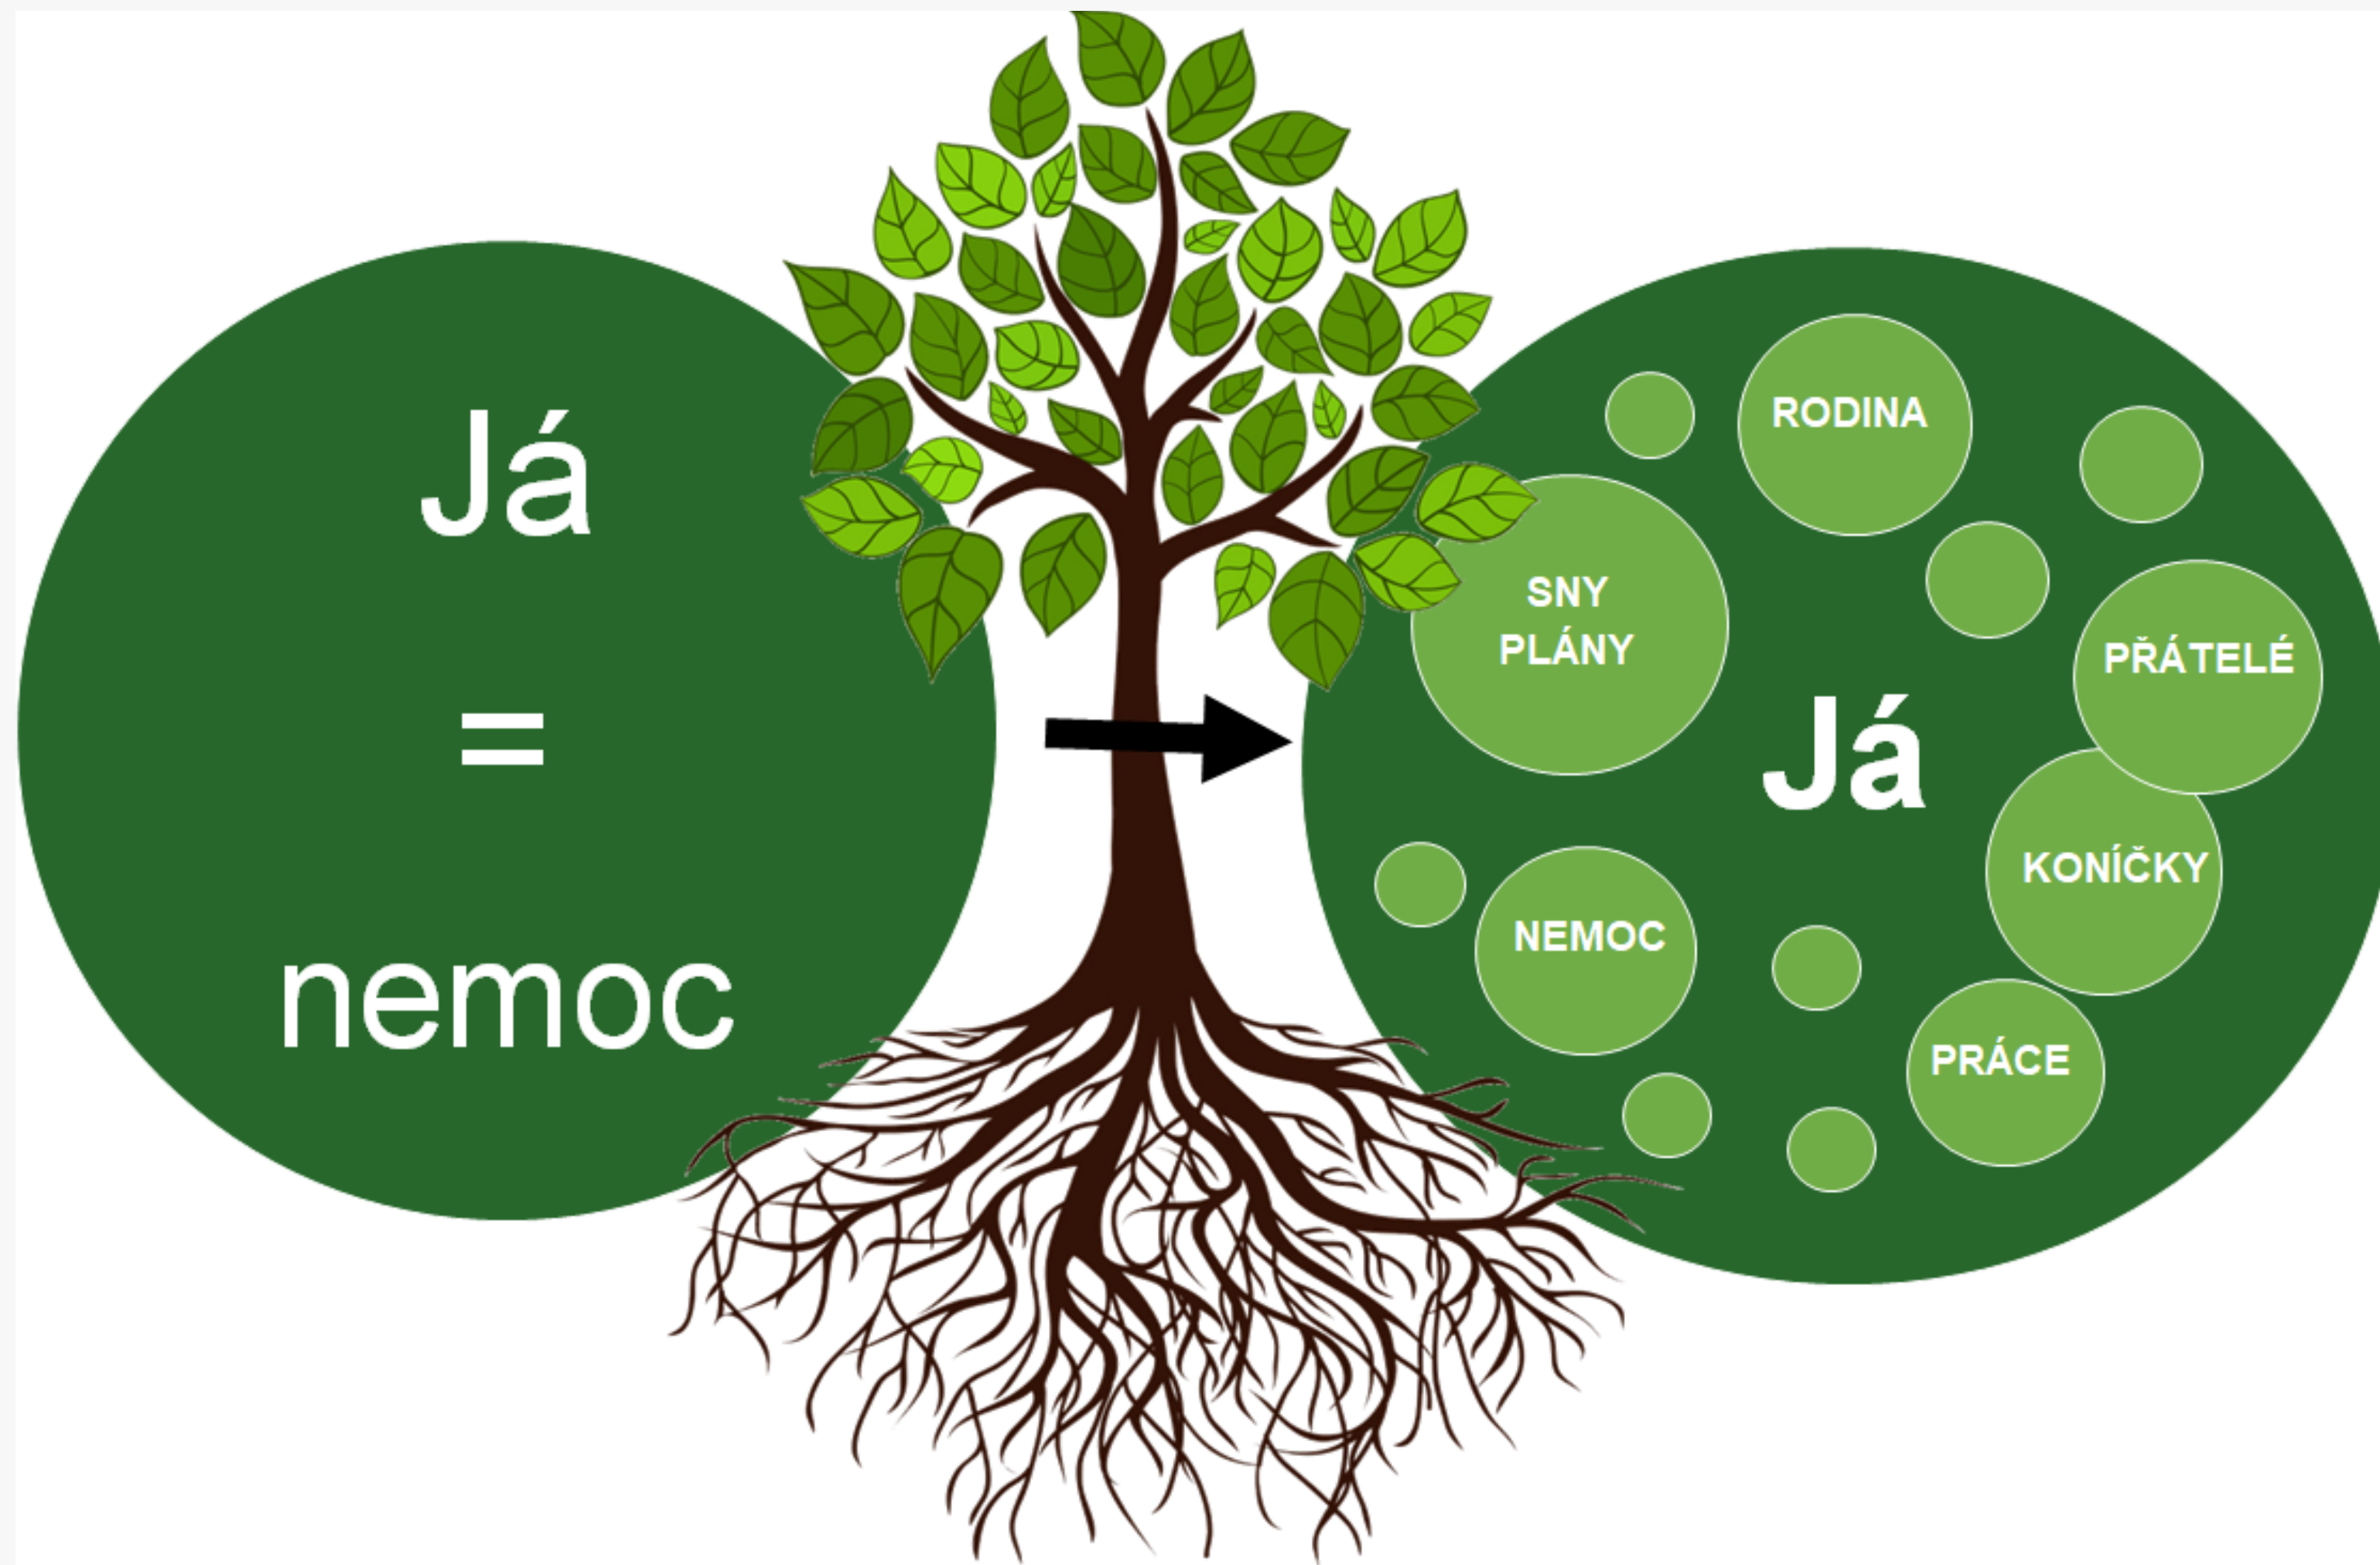 Já
=
nemoc
RODINA
SNY
PLÁNY
PŘÁTELÉ
Já
KONÍČKY
NEMOC
PRÁCE